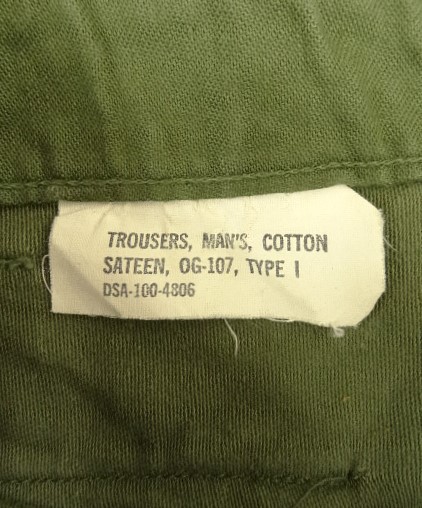 TROUSERS, MAN'S, COTTON
SATEEN, OG-107, TYPE I
DSA-100-4806